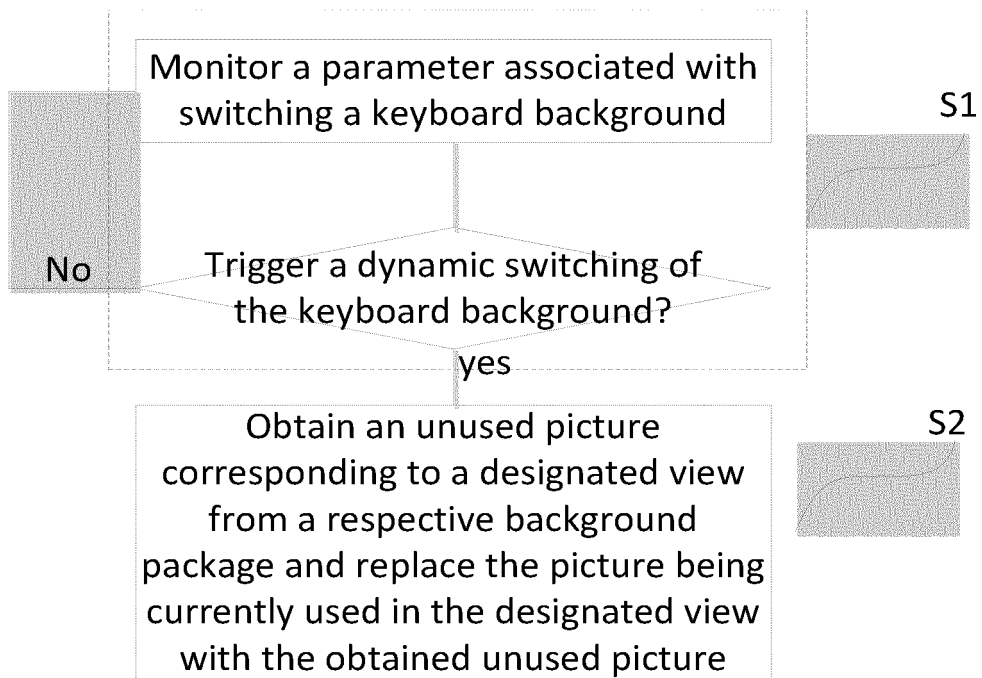 Monitor a parameter associated with
switching a keyboard background
S1
Trigger a dynamic switching of
the keyboard background?
No
yes
S2
Obtain an unused picture
corresponding to a designated view
from a respective background
package and replace the picture being
currently used in the designated view
with the obtained unused picture